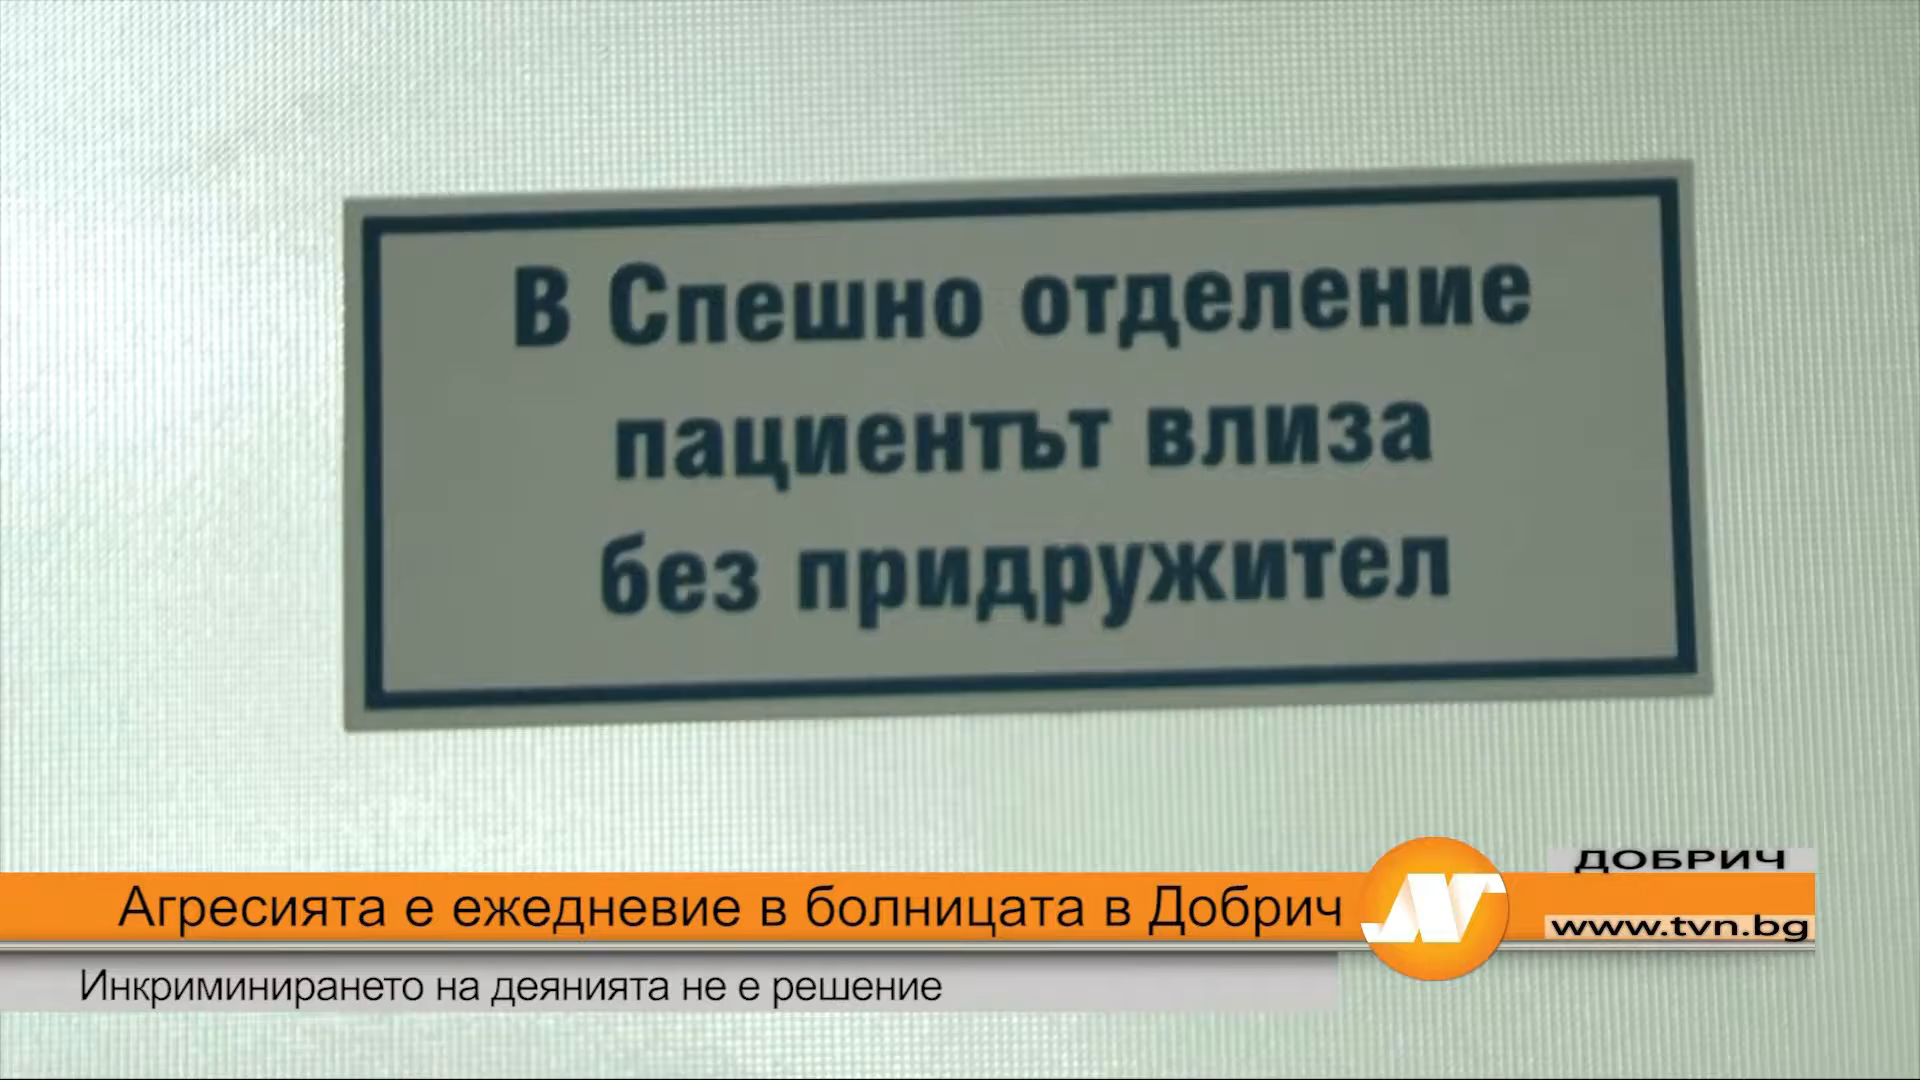 В Спешно отделение
пациентът влиза
без придружител
ДОБРИЧ
Агресията е ежедневие в болницата в Добрич
www.tvn.bg
Инкриминирането на деянията не е решение